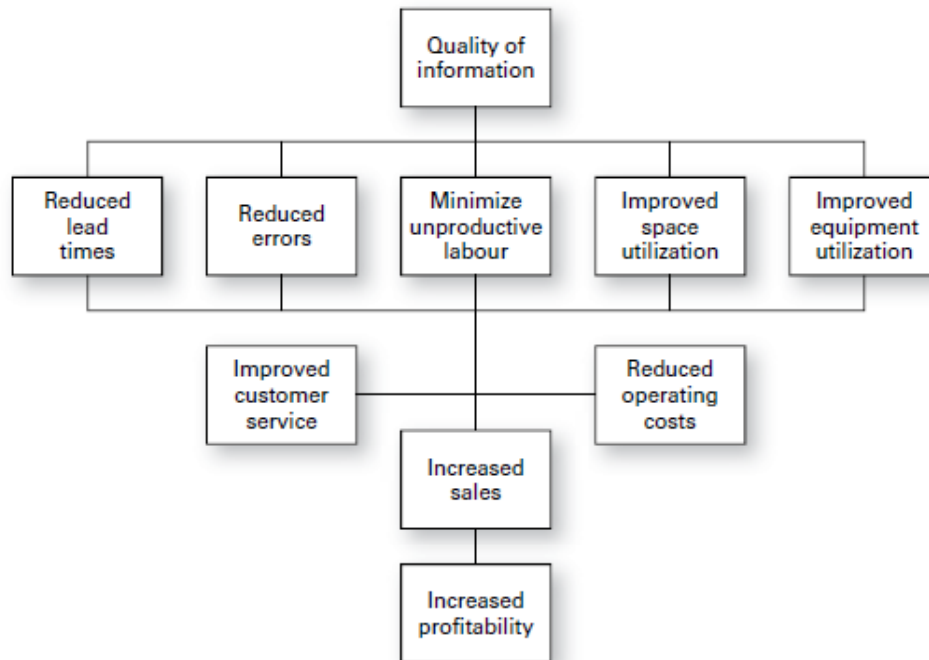 Quality of
information
Reduced
lead
times
Reduced
errors
Minimize
unproductive
labour
Improved
space
utilization
Improved
equipment
utilization
Improved
customer
service
Reduced
operating
costs
Increased
sales
Increased
profitability